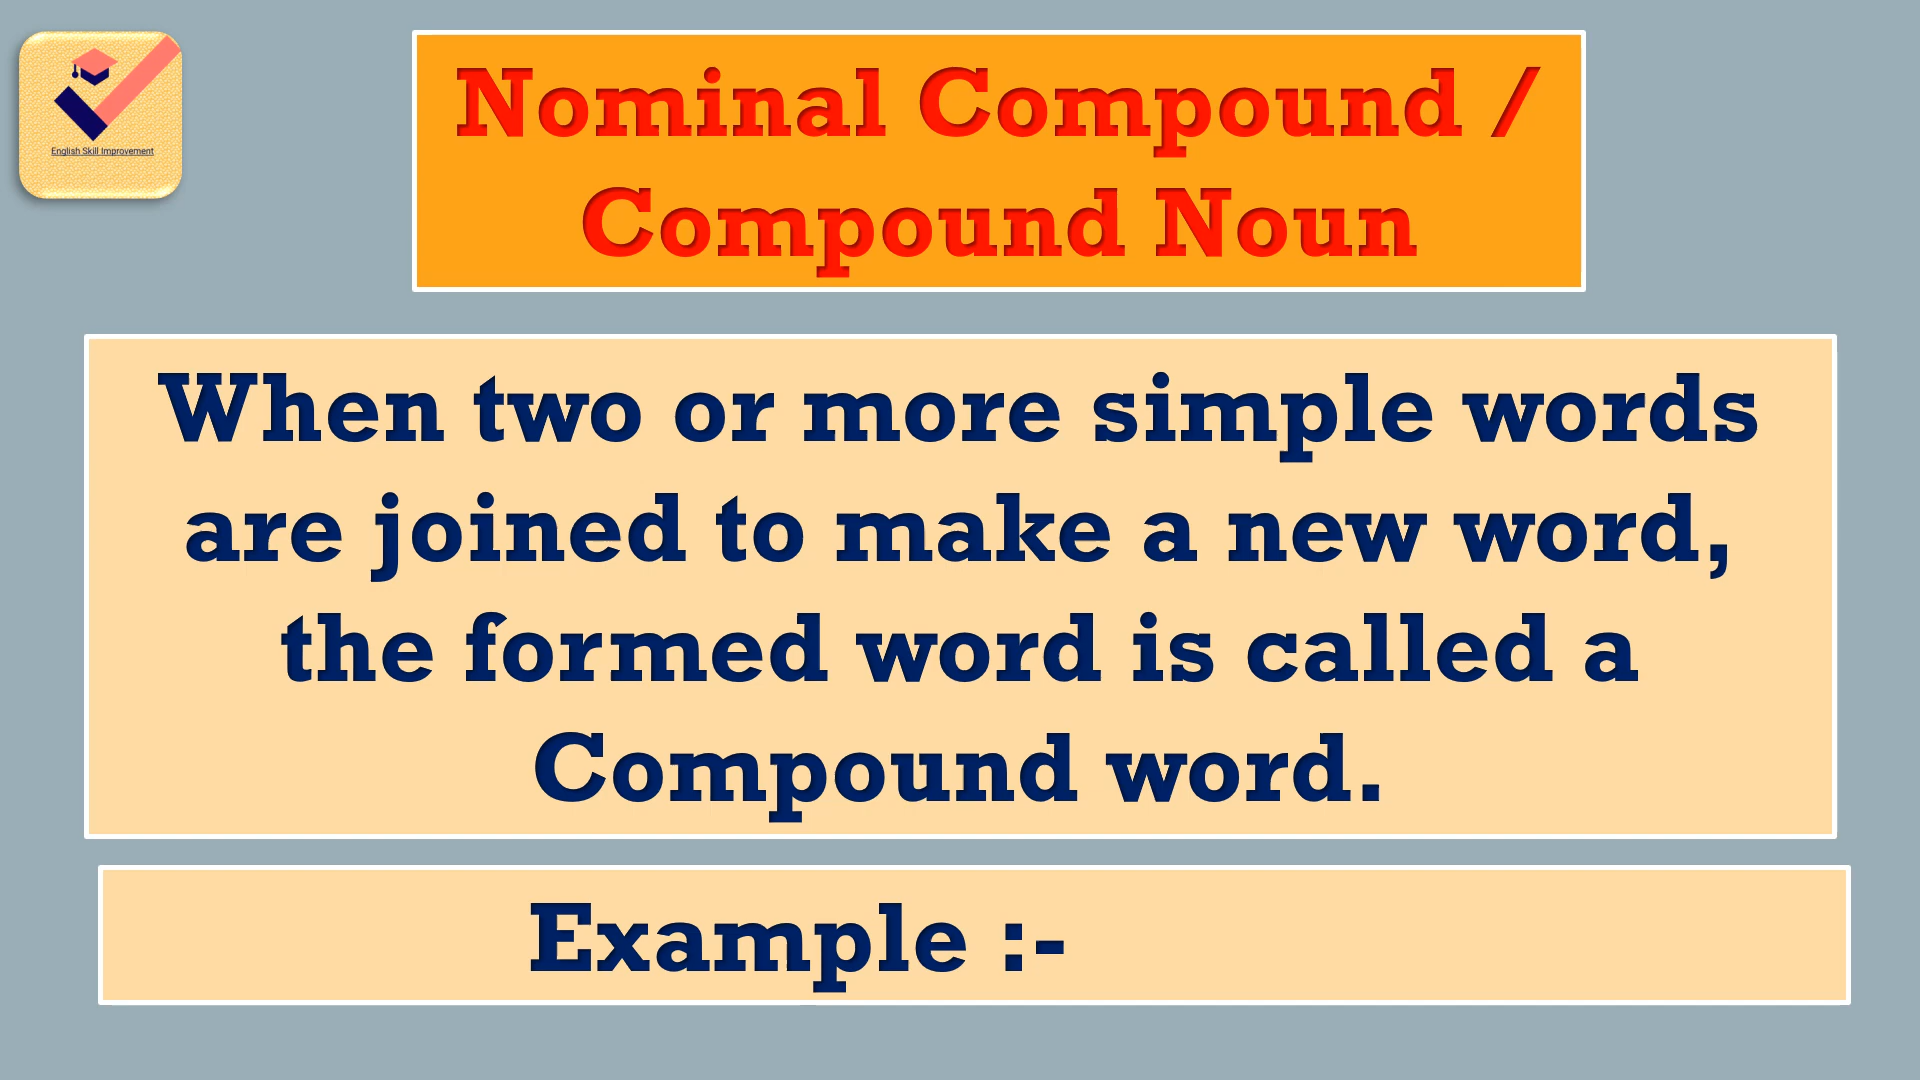 English Skill Improvement
Nominal Compound /
Compound Noun
When two or more simple words
are joined to make a new word,
the formed word is called a
Compound word.
Example :-